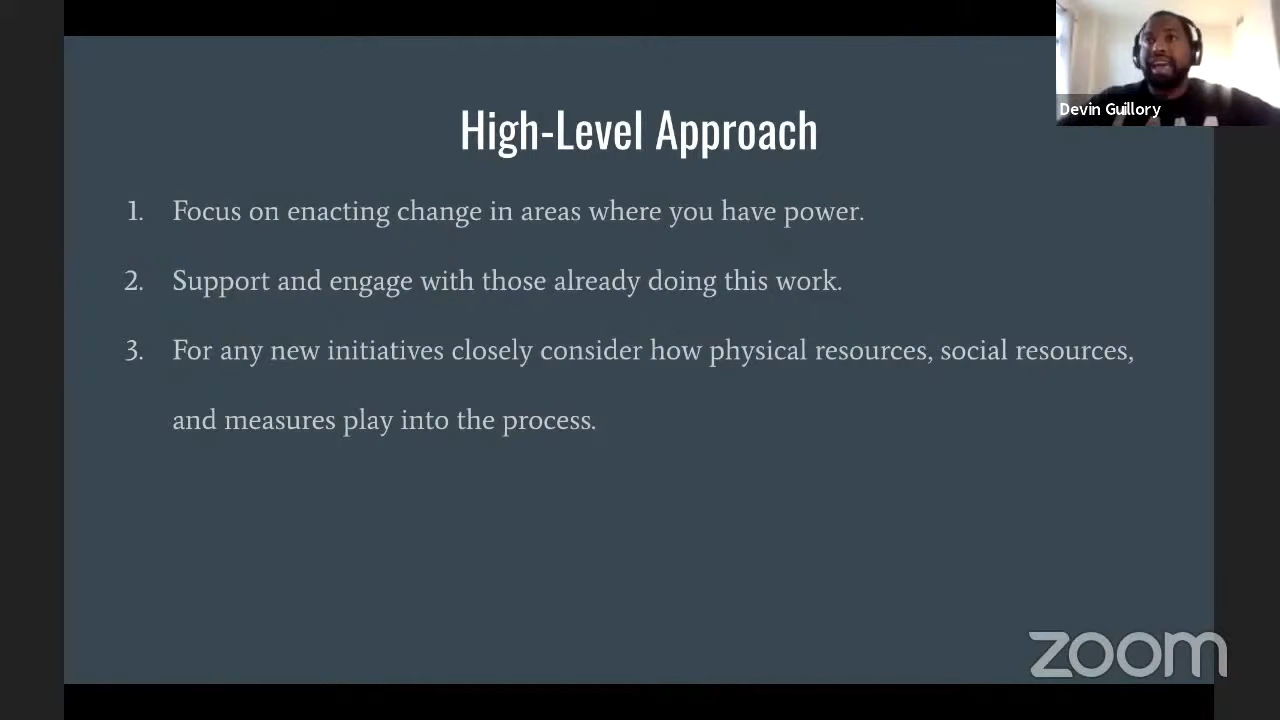 Devin Guillory
High-Level Approach
1. Focus on enacting change in areas where you have power.
2. Support and engage with those already doing this work.
3. For any new initiatives closely consider how physical resources, social resources,
and measures play into the process.
zoom